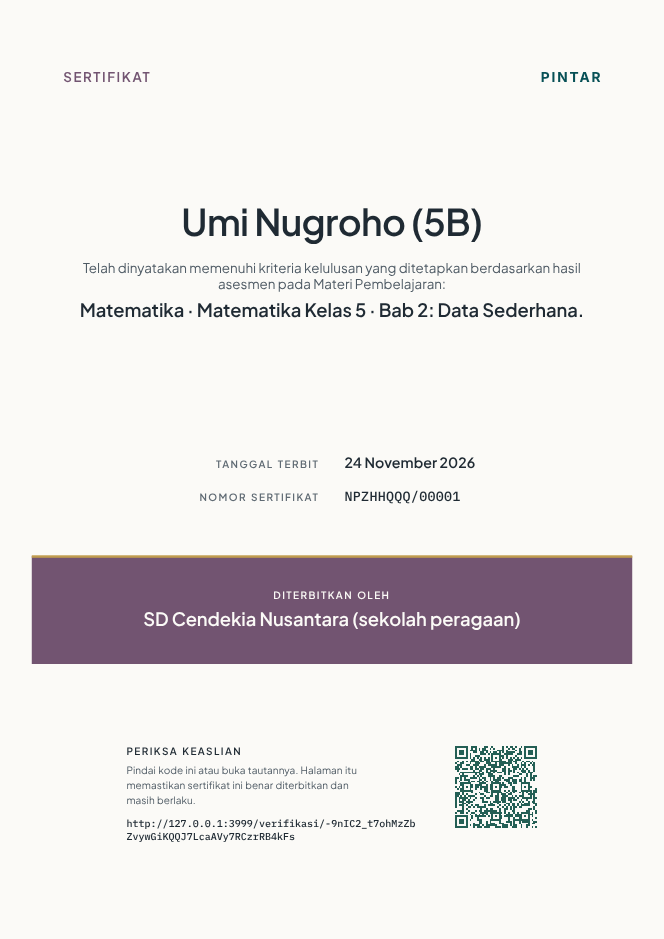 SERTIFIKAT
PINTAR
Umi Nugroho (5B)
Telah dinyatakan memenuhi kriteria kelulusan yang ditetapkan berdasarkan hasil
asesmen pada Materi Pembelajaran:
Matematika · Matematika Kelas 5 · Bab 2: Data Sederhana.
TANGGAL TERBIT 24 November 2026
NOMOR SERTIFIKAT NPZHHQQQ/00001
DITERBITKAN OLEH
SD Cendekia Nusantara (sekolah peragaan)
PERIKSA KEASLIAN
Pindai kode ini atau buka tautannya. Halaman itu
memastikan sertifikat ini benar diterbitkan dan
masih berlaku.
http://127.0.0.1:3999/verifikasi/-9nIC2_t7ohMzZb
ZvywGiKQQJ7LcaAVy7RCzrRB4kFs